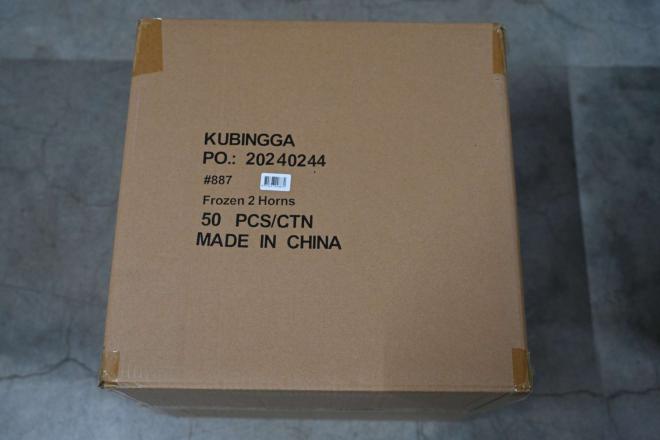 KUBINGGA
PO.: 20240244
#887
Frozen 2 Horns
50 PCS/CTN
MADE IN CHINA